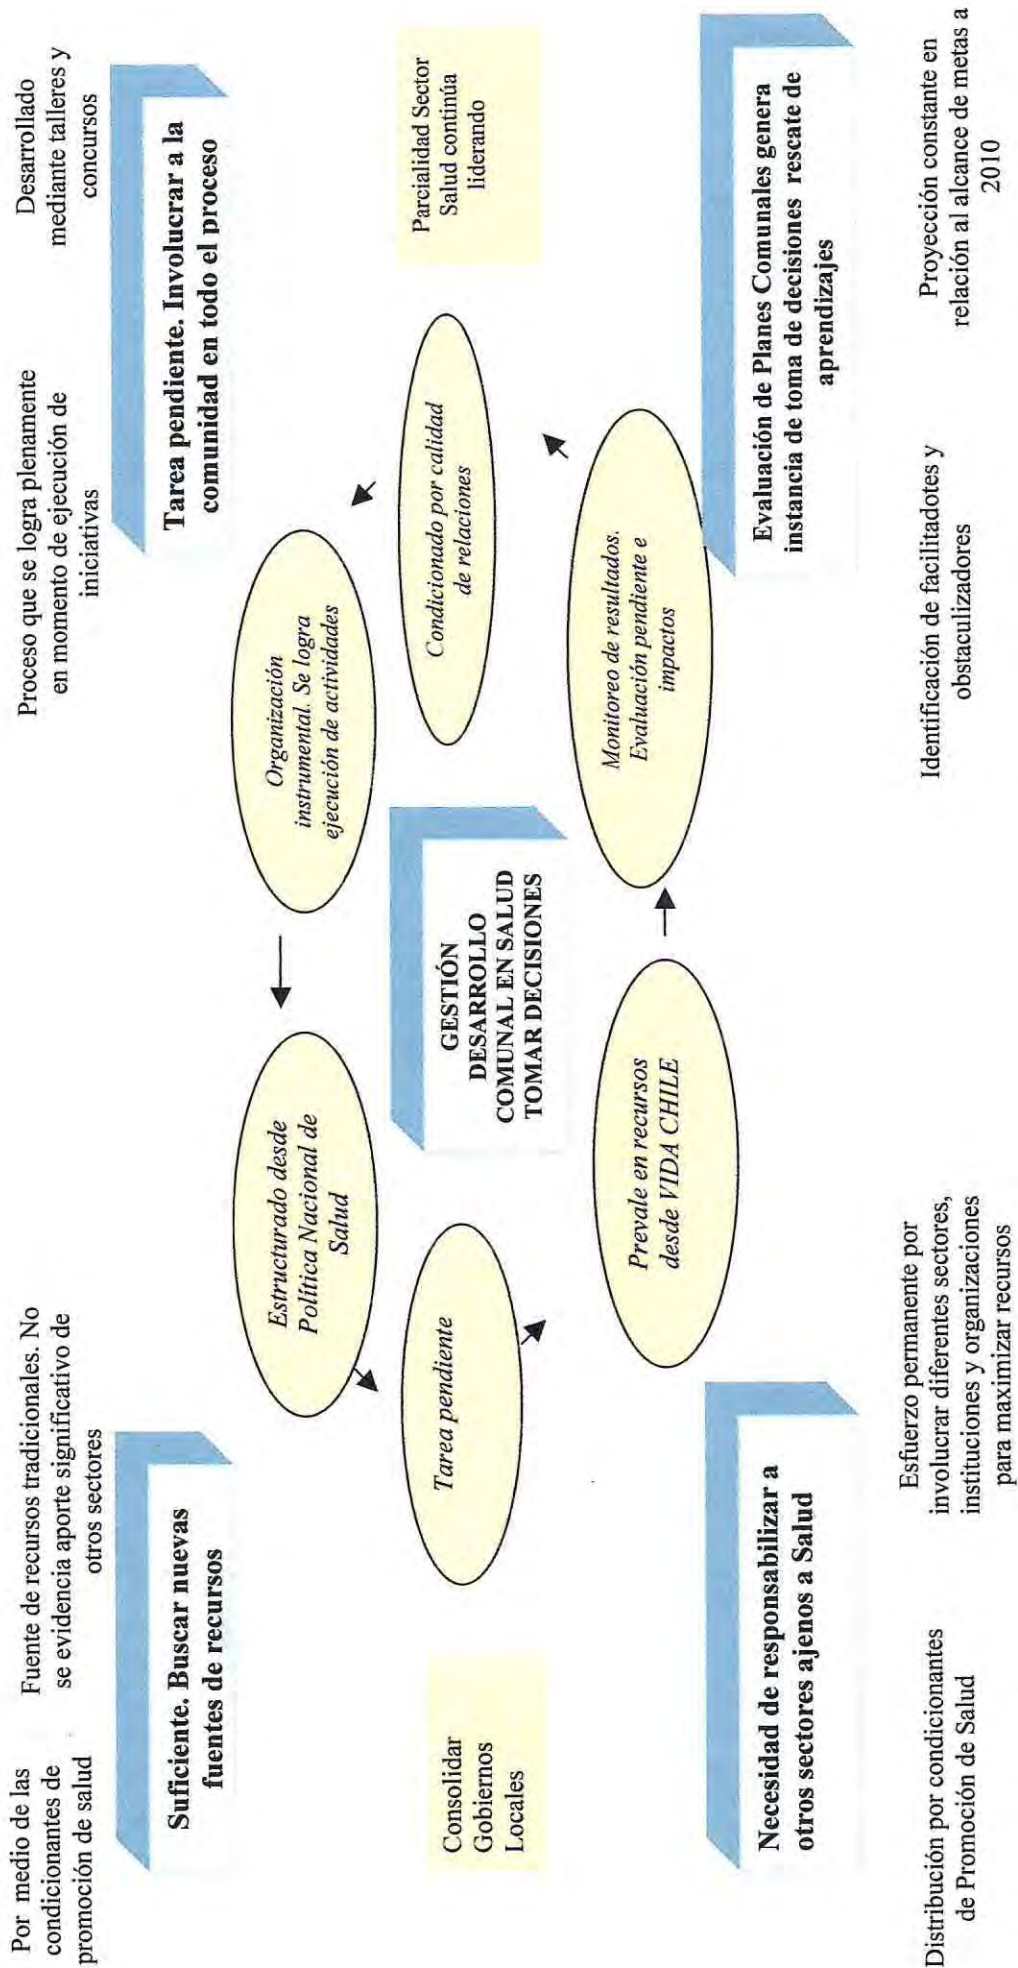 Por medio de las
condicionantes de
promoción de salud
Fuente de recursos tradicionales. No
se evidencia aporte significativo de
otros sectores
Proceso que se logra plenamente
en momento de ejecución de
iniciativas
Desarrollado
mediante talleres y
concursos
Suficiente. Buscar nuevas
fuentes de recursos
Tarea pendiente. Involucrar a la
comunidad en todo el proceso
Estructurado desde
Política Nacional de
Salud
Organización
instrumental. Se logra
ejecución de actividades
Consolidar
Gobiernos
Locales
Tarea pendiente
GESTIÓN
DESARROLLO
COMUNAL EN SALUD
TOMAR DECISIONES
Condicionado por calidad
de relaciones
Parcialidad Sector
Salud continúa
liderando
Prevale en recursos
desde VIDA CHILE
Monitoreo de resultados.
Evaluación pendiente e
impactos
Necesidad de responsabilizar a
otros sectores ajenos a Salud
Evaluación de Planes Comunales genera
instancia de toma de decisiones rescate de
aprendizajes
Distribución por condicionantes
de Promoción de Salud
Esfuerzo permanente por
involucrar diferentes sectores,
instituciones y organizaciones
para maximizar recursos
Identificación de facilitadotes y
obstaculizadores
Proyección constante en
relación al alcance de metas a
2010